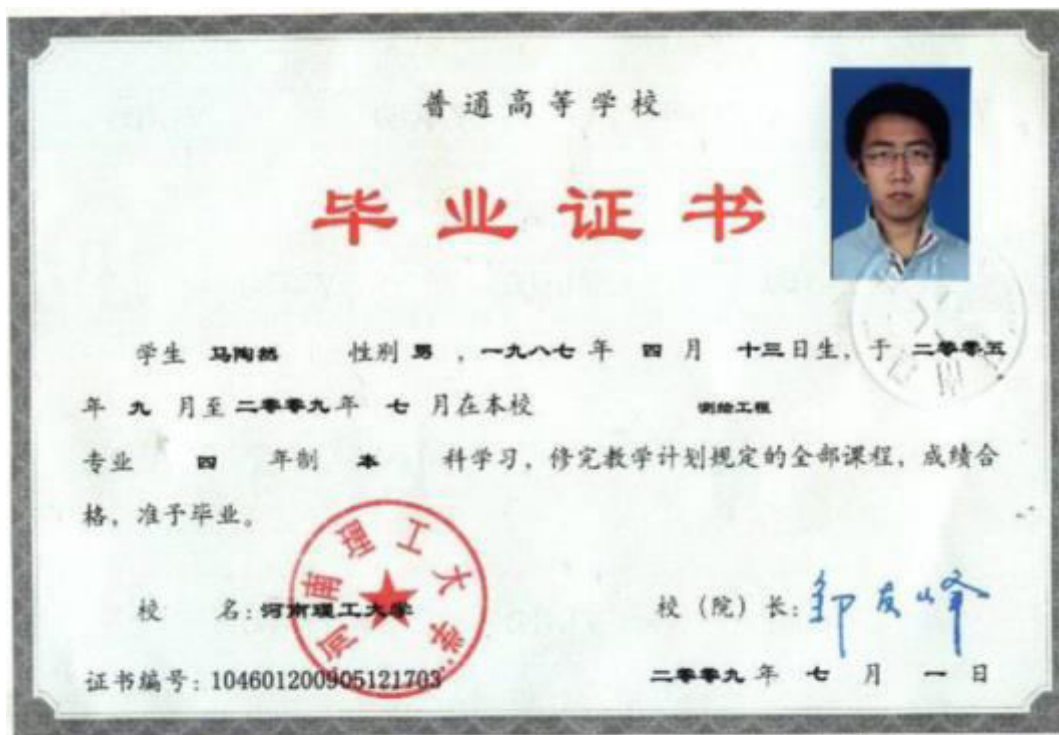 普通高等学校
毕业证书
学生 马陶然 性别 男 ，一九八七 年 四 月 十三日生，于 二零零五
年 九 月至 二零零九 年 七 月在本校 测绘工程
专业 四 年制 本 科学习，修完教学计划规定的全部课程，成绩合
格，准予毕业。
河南理工大学
校 名：河南理工大学 校（院）长：邹友峰
证书编号：104601200905121703 二零零九 年 七 月 一 日